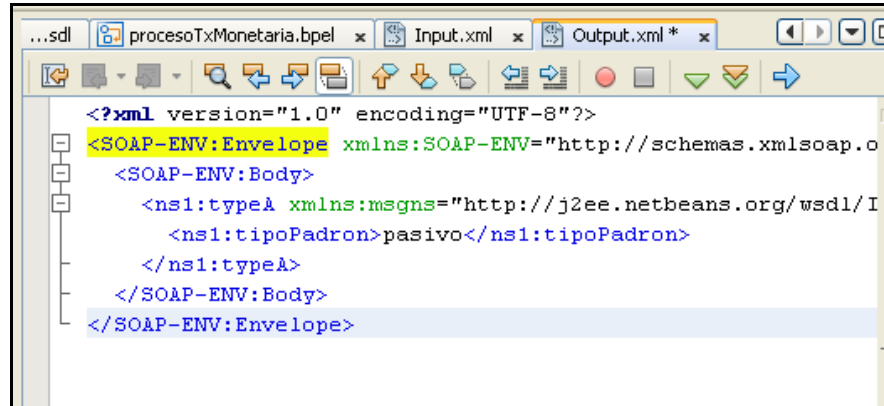 ...sdl procesoTxMonetaria.bpel x Input.xml x Output.xml * x
<?xml version="1.0" encoding="UTF-8"?>
<SOAP-ENV:Envelope xmlns:SOAP-ENV="http://schemas.xmlsoap.o
<SOAP-ENV:Body>
<ns1:typeA xmlns:msgns="http://j2ee.netbeans.org/wsdl/I
<ns1:tipoPadron>pasivo</ns1:tipoPadron>
</ns1:typeA>
</SOAP-ENV:Body>
</SOAP-ENV:Envelope>